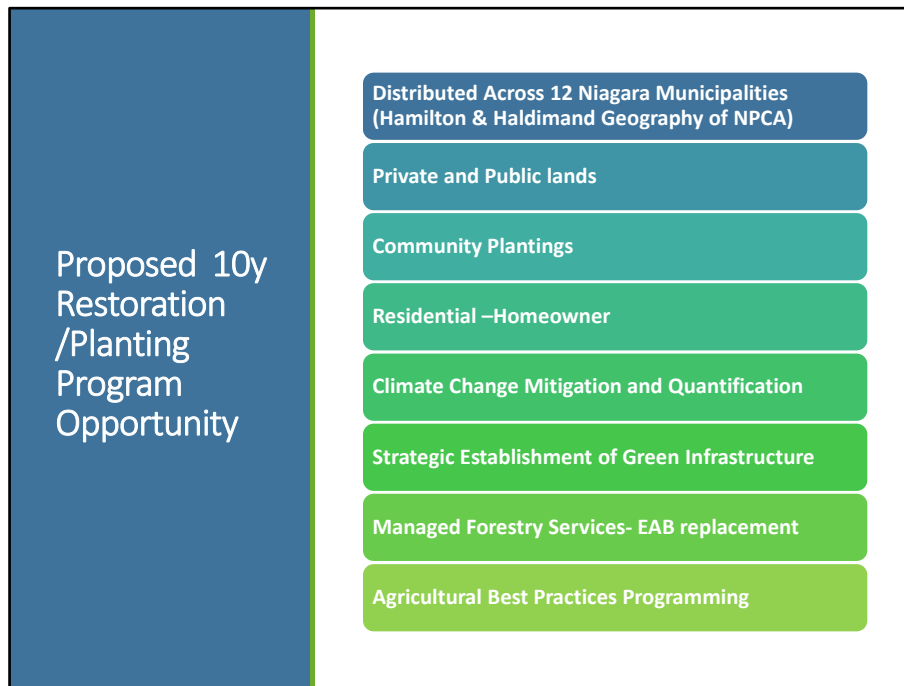 Proposed 10y
Restoration
/Planting
Program
Opportunity
Distributed Across 12 Niagara Municipalities
(Hamilton & Haldimand Geography of NPCA)
Private and Public lands
Community Plantings
Residential –Homeowner
Climate Change Mitigation and Quantification
Strategic Establishment of Green Infrastructure
Managed Forestry Services- EAB replacement
Agricultural Best Practices Programming